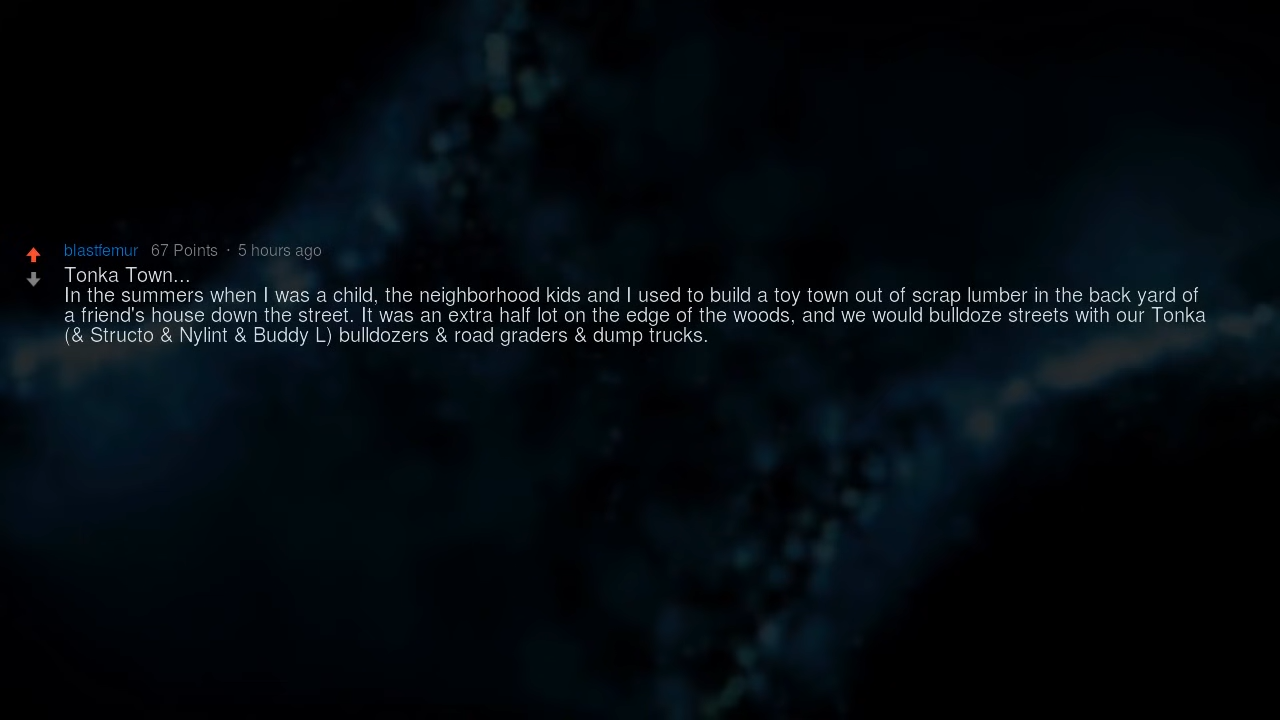 blastfemur 67 Points · 5 hours ago
Tonka Town...
In the summers when I was a child, the neighborhood kids and I used to build a toy town out of scrap lumber in the back yard of
a friend's house down the street. It was an extra half lot on the edge of the woods, and we would bulldoze streets with our Tonka
(& Structo & Nylint & Buddy L) bulldozers & road graders & dump trucks.